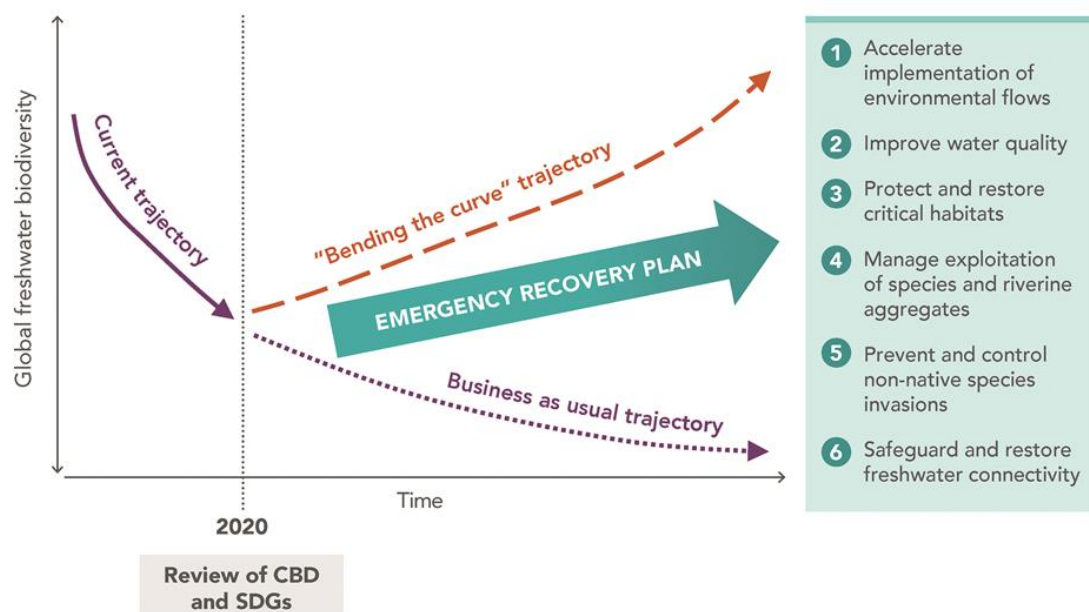 Global freshwater biodiversity
Current trajectory
"Bending the curve" trajectory
EMERGENCY RECOVERY PLAN
Business as usual trajectory
Time
2020
Review of CBD
and SDGs
1 Accelerate
implementation of
environmental flows
2 Improve water quality
3 Protect and restore
critical habitats
4 Manage exploitation
of species and riverine
aggregates
5 Prevent and control
non-native species
invasions
6 Safeguard and restore
freshwater connectivity